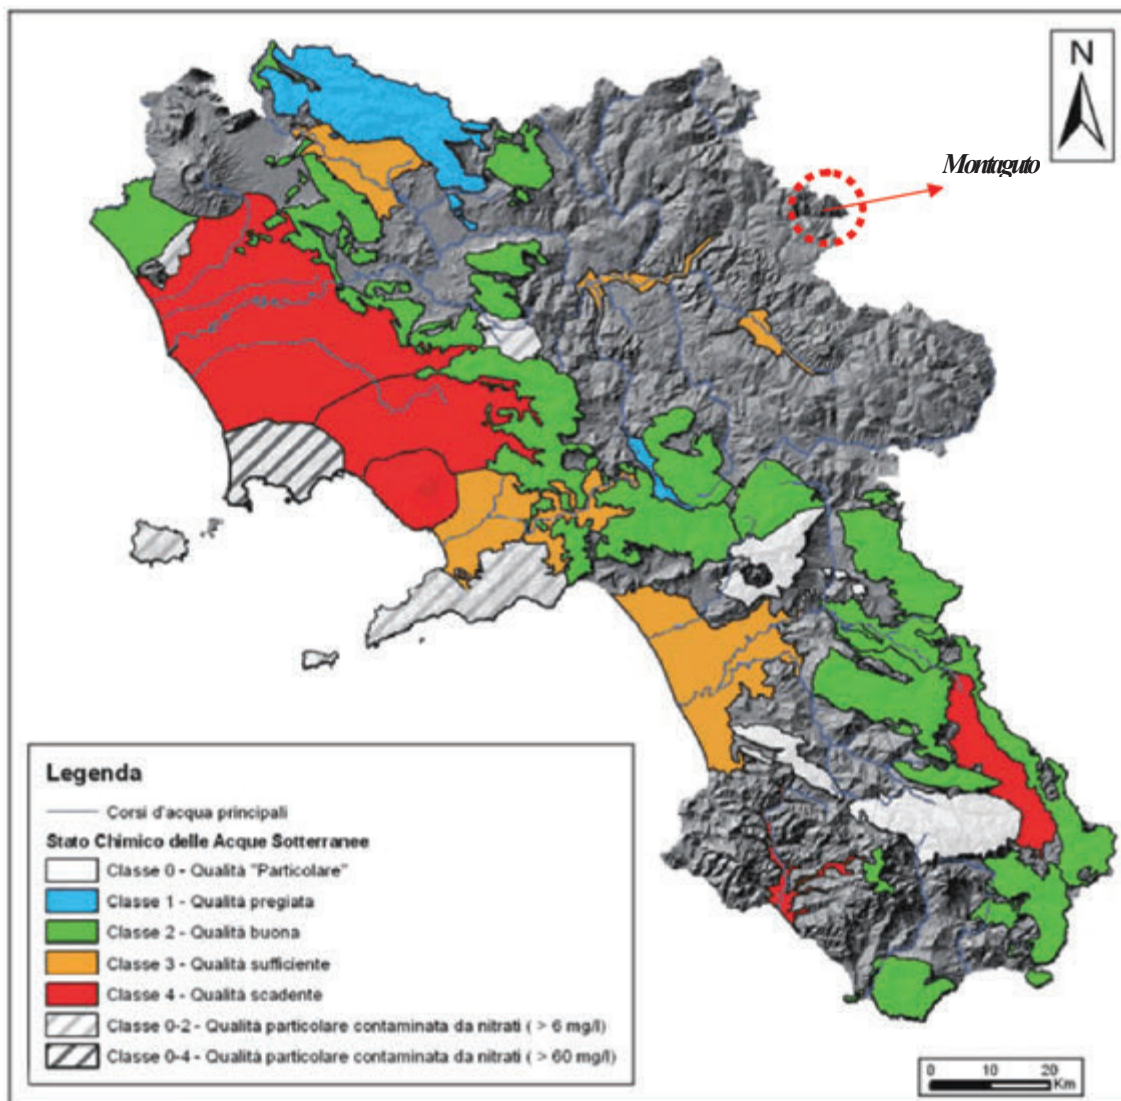 N
Montaguto
Legenda
Corsi d'acqua principali
Stato Chimico delle Acque Sotterranee
Classe 0 - Qualità "Particolare"
Classe 1 - Qualità pregiata
Classe 2 - Qualità buona
Classe 3 - Qualità sufficiente
Classe 4 - Qualità scadente
Classe 0-2 - Qualità particolare contaminata da nitrati ( > 6 mg/l)
Classe 0-4 - Qualità particolare contaminata da nitrati ( > 60 mg/l)
0 10 20
Km